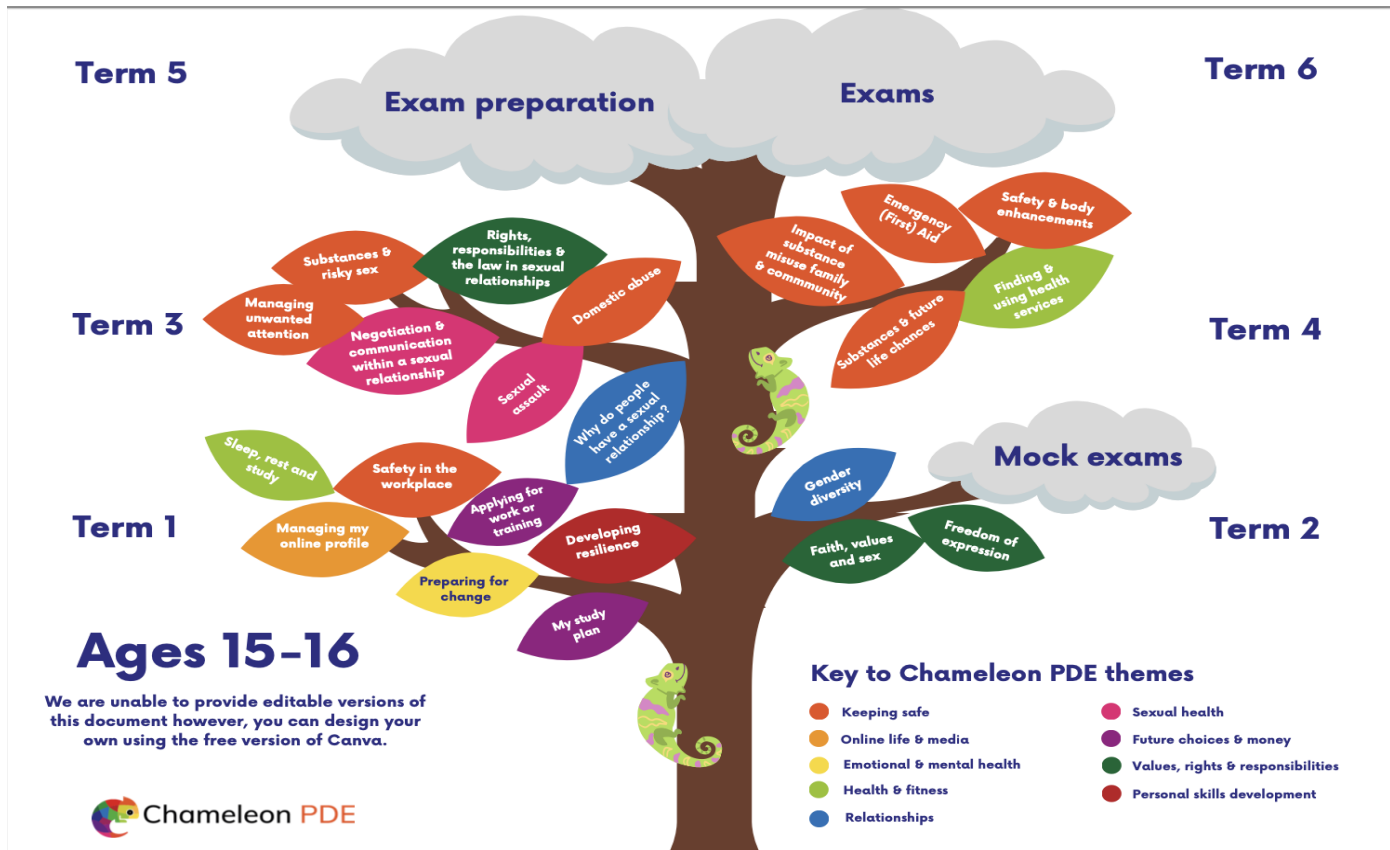 Term 5
Exam preparation
Exams
Term 6
Term 3
Substances &
risky sex
Rights,
responsibilities &
the law in sexual
relationships
Domestic abuse
Managing
unwanted
attention
Negotiation &
communication
within a sexual
relationship
Sexual
assault
Why do people
have a sexual
relationship?
Impact of
substance
misuse family
& commmunity
Emergency
(First) Aid
Safety & body
enhancements
Finding &
using health
services
Substances & future
life chances
Term 4
Term 1
Sleep, rest and
study
Safety in the
workplace
Applying for
work or
training
Managing my
online profile
Developing
resilience
Preparing for
change
My study
plan
Gender
diversity
Mock exams
Faith, values
and sex
Freedom of
expression
Term 2
Ages 15-16
We are unable to provide editable versions of
this document however, you can design your
own using the free version of Canva.
Chameleon PDE
Key to Chameleon PDE themes
Keeping safe
Online life & media
Emotional & mental health
Health & fitness
Relationships
Sexual health
Future choices & money
Values, rights & responsibilities
Personal skills development